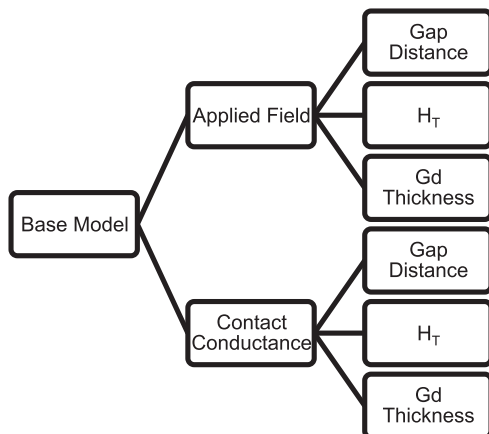 Base Model
Applied Field
Gap
Distance
H_T
Gd
Thickness
Contact
Conductance
Gap
Distance
H_T
Gd
Thickness